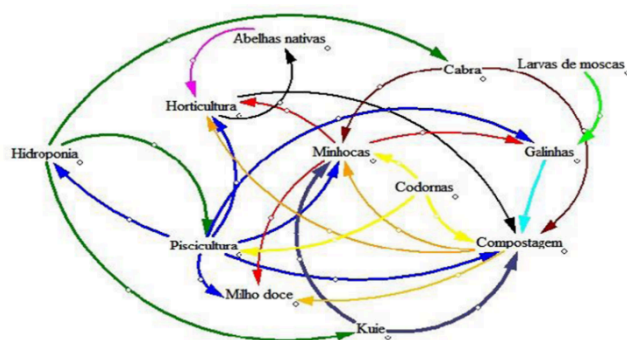 Abelhas nativas
Larvas de moscas
Cabra
Horticultura
Hidroponia
Minhocas
Galinhas
Codornas
Piscicultura
Compostagem
Milho doce
Kuie